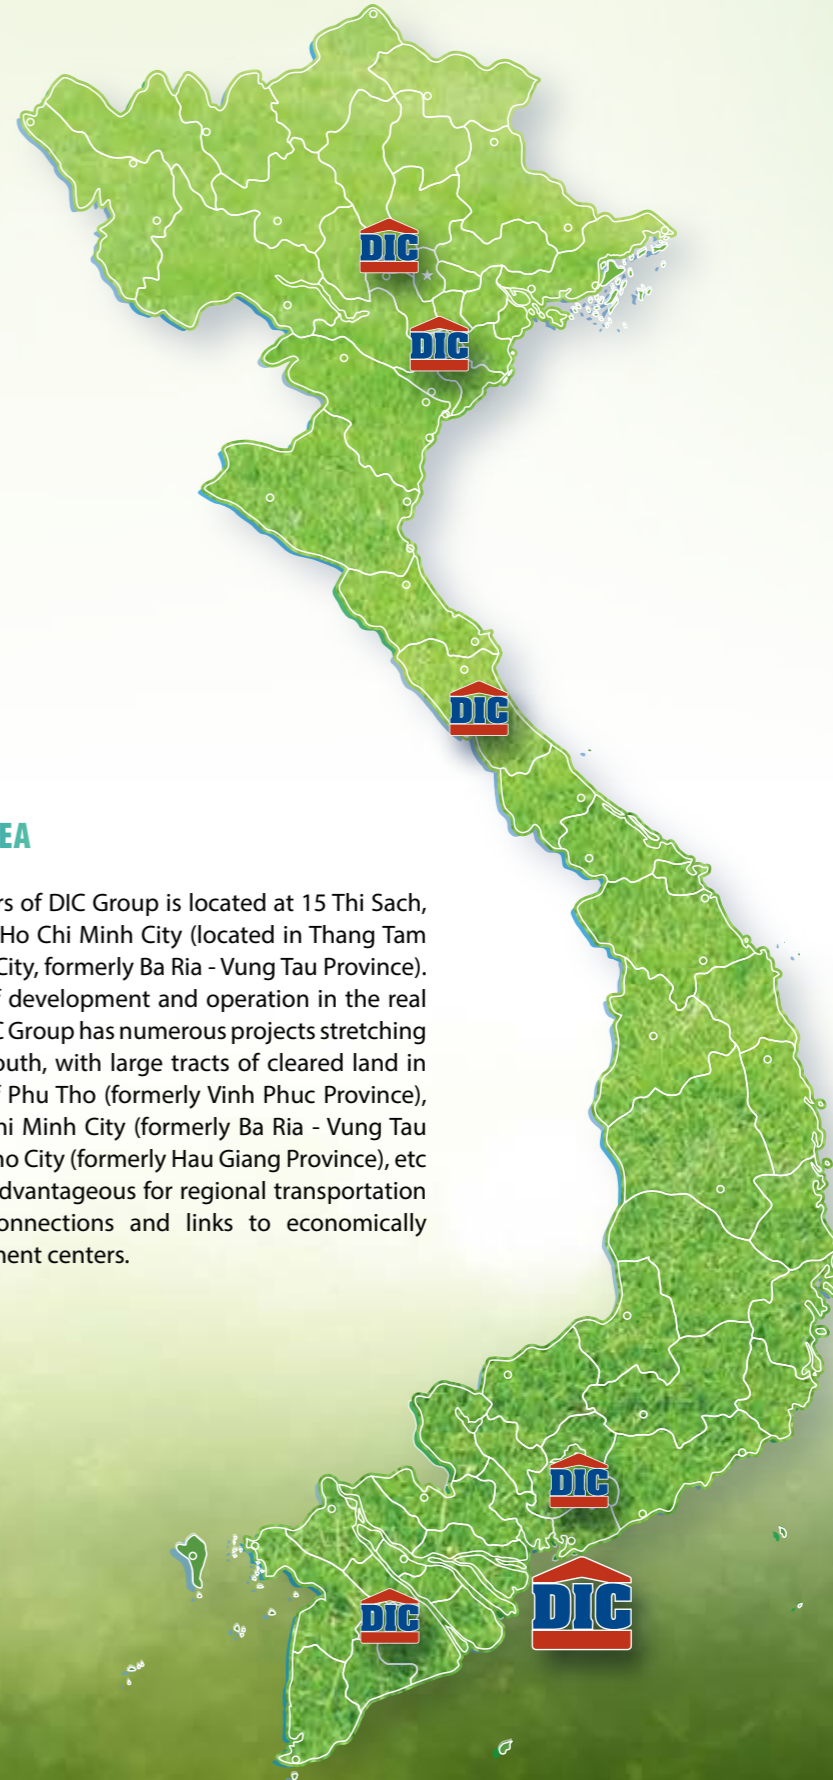 DIC
DIC
DIC
EA
rs of DIC Group is located at 15 Thi Sach,
Ho Chi Minh City (located in Thang Tam
City, formerly Ba Ria - Vung Tau Province).
f development and operation in the real
C Group has numerous projects stretching
outh, with large tracts of cleared land in
f Phu Tho (formerly Vinh Phuc Province),
hi Minh City (formerly Ba Ria - Vung Tau
ho City (formerly Hau Giang Province), etc
dvantageous for regional transportation
onnections and links to economically
nent centers.
DIC
DIC
DIC